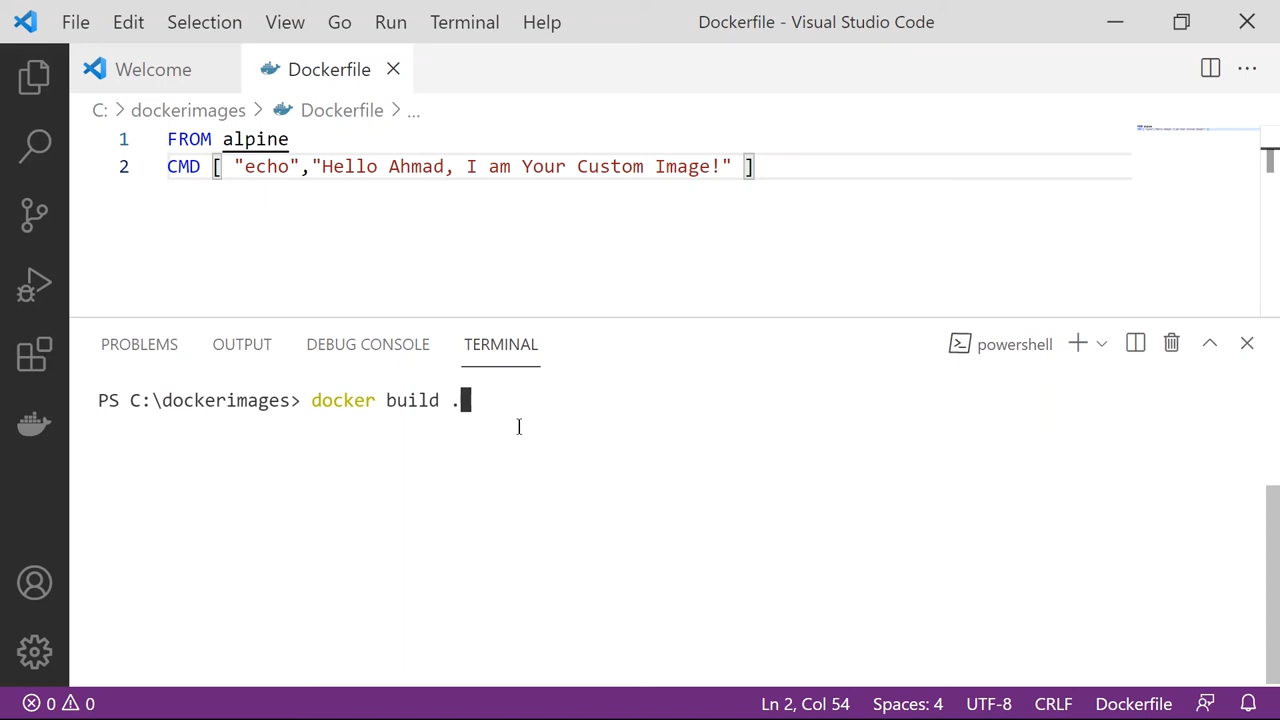 File Edit Selection View Go Run Terminal Help Dockerfile - Visual Studio Code
Welcome Dockerfile
C: > dockerimages > Dockerfile > ...
1 FROM alpine
2 CMD [ "echo","Hello Ahmad, I am Your Custom Image!" ]
PROBLEMS OUTPUT DEBUG CONSOLE TERMINAL powershell
PS C:\dockerimages> docker build .
0 0 Ln 2, Col 54 Spaces: 4 UTF-8 CRLF Dockerfile